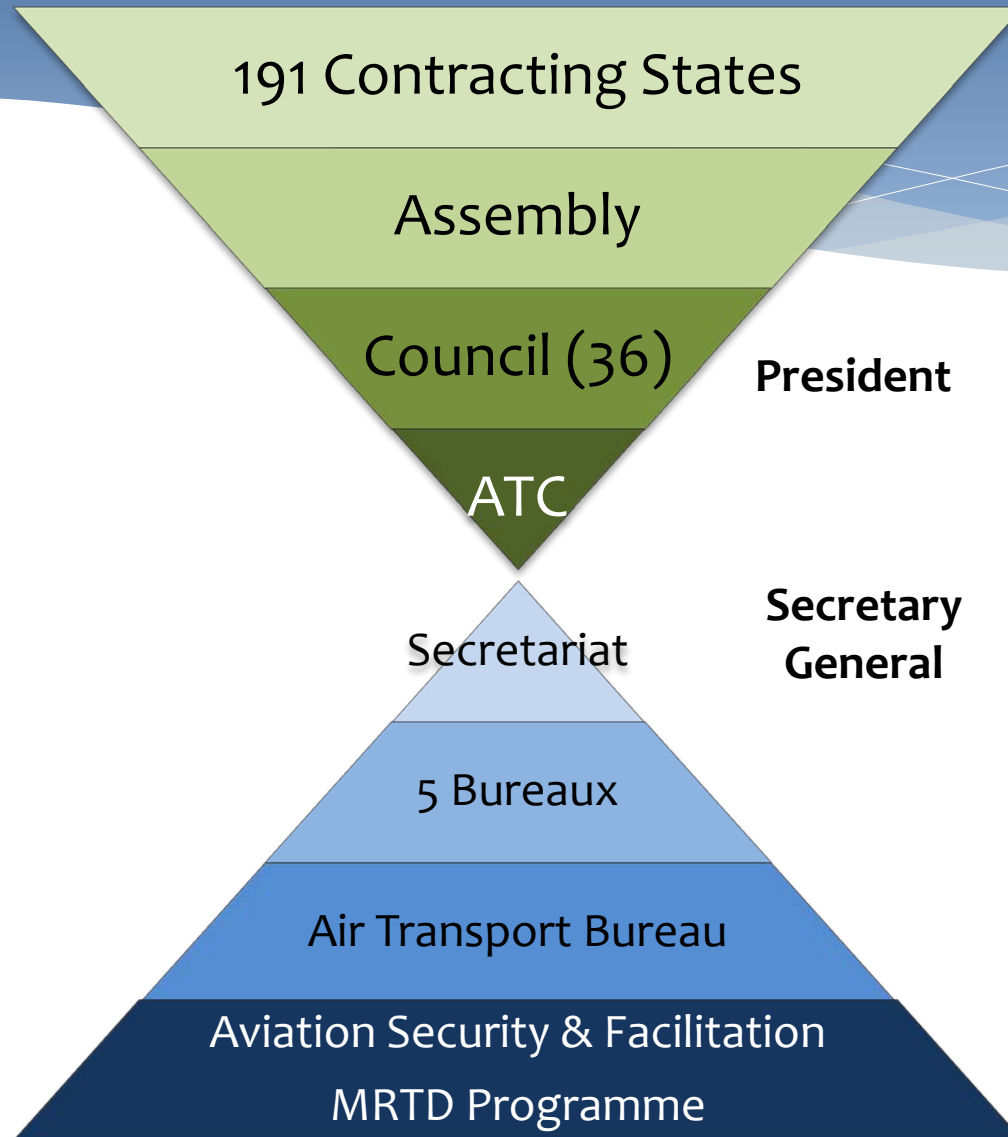 191 Contracting States
Assembly
Council (36)
President
ATC
Secretary
General
Secretariat
5 Bureaux
Air Transport Bureau
Aviation Security & Facilitation
MRTD Programme